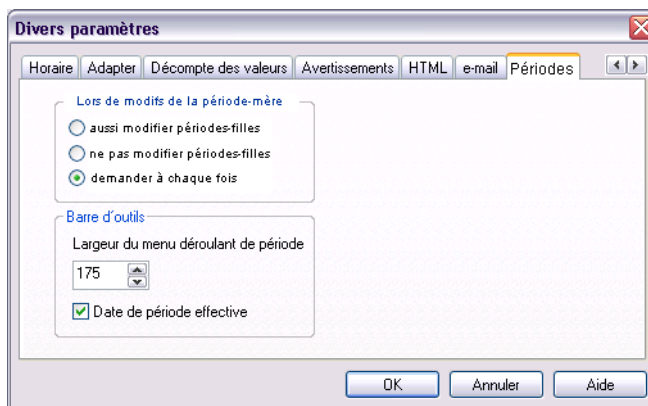 Divers paramètres
Horaire Adapter Décompte des valeurs Avertissements HTML e-mail Périodes
Lors de modifs de la période-mère
aussi modifier périodes-filles
ne pas modifier périodes-filles
demander à chaque fois
Barre d'outils
Largeur du menu déroulant de période
175
Date de période effective
OK Annuler Aide